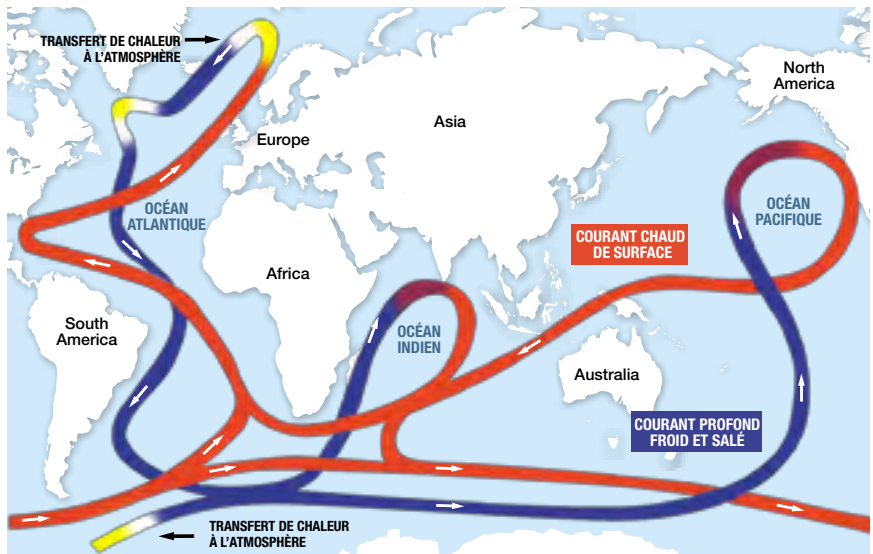 TRANSFERT DE CHALEUR
À L'ATMOSPHÈRE
North
America
Asia
Europe
OCÉAN
ATLANTIQUE
OCÉAN
PACIFIQUE
COURANT CHAUD
DE SURFACE
Africa
South
America
OCÉAN
INDIEN
Australia
COURANT PROFOND
FROID ET SALÉ
TRANSFERT DE CHALEUR
À L'ATMOSPHÈRE